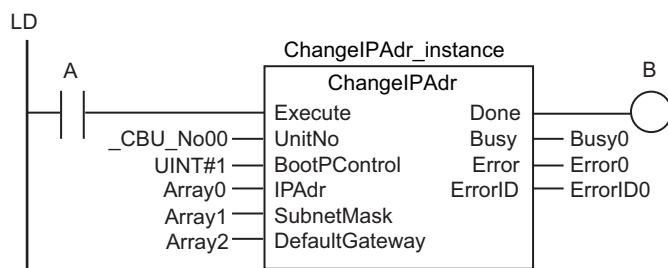 LD
A
ChangeIPAdr_instance
ChangeIPAdr
B
Execute Done
_CBU_No00 UnitNo Busy Busy0
UINT#1 BootPControl Error Error0
Array0 IPAdr ErrorID ErrorID0
Array1 SubnetMask
Array2 DefaultGateway